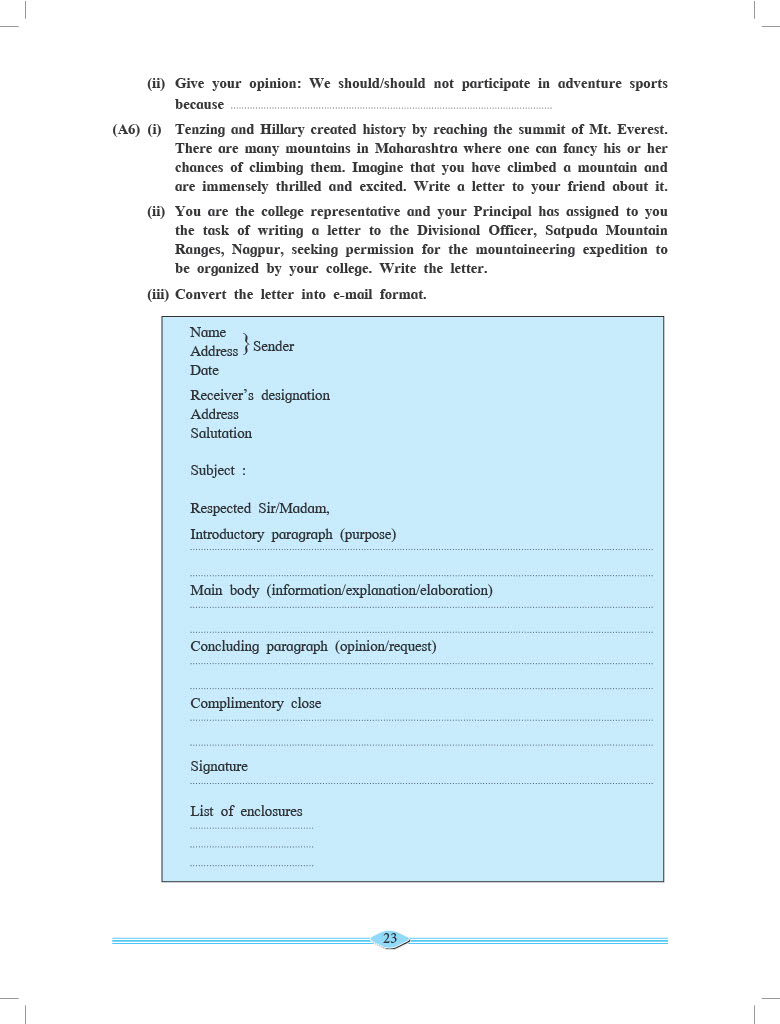 (ii) Give your opinion: We should/should not participate in adventure sports
because ....................
(A6) (i) Tenzing and Hillary created history by reaching the summit of Mt. Everest.
There are many mountains in Maharashtra where one can fancy his or her
chances of climbing them. Imagine that you have climbed a mountain and
are immensely thrilled and excited. Write a letter to your friend about it.
(ii) You are the college representative and your Principal has assigned to you
the task of writing a letter to the Divisional Officer, Satpuda Mountain
Ranges, Nagpur, seeking permission for the mountaineering expedition to
be organized by your college. Write the letter.
(iii) Convert the letter into e-mail format.
Name
Address } Sender
Date
Receiver's designation
Address
Salutation
Subject :
Respected Sir/Madam,
Introductory paragraph (purpose)
Main body (information/explanation/elaboration)
Concluding paragraph (opinion/request)
Complimentory close
Signature
List of enclosures
23